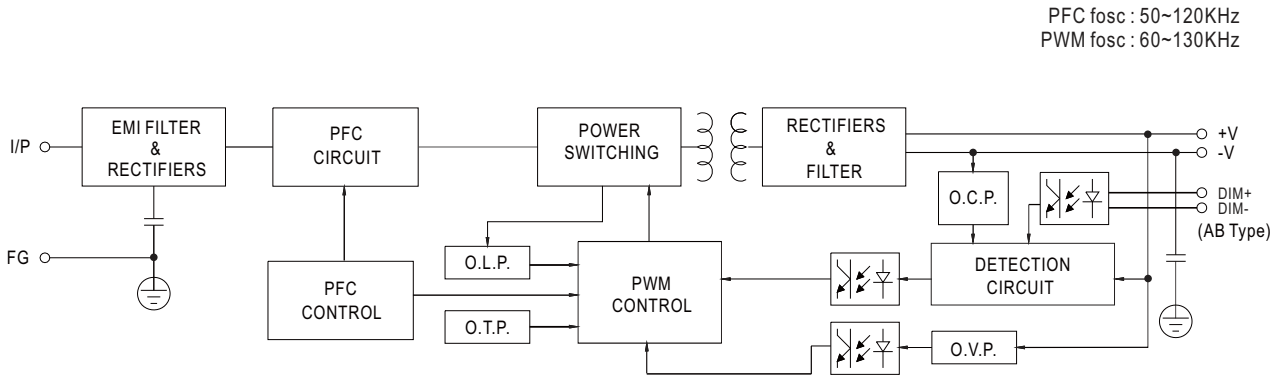 PFC fosc : 50~120KHz
PWM fosc : 60~130KHz
I/P
EMI FILTER
&
RECTIFIERS
PFC
CIRCUIT
POWER
SWITCHING
RECTIFIERS
&
FILTER
+V
-V
O.C.P.
DIM+
DIM-
(AB Type)
FG
O.L.P.
PFC
CONTROL
PWM
CONTROL
DETECTION
CIRCUIT
O.T.P.
O.V.P.